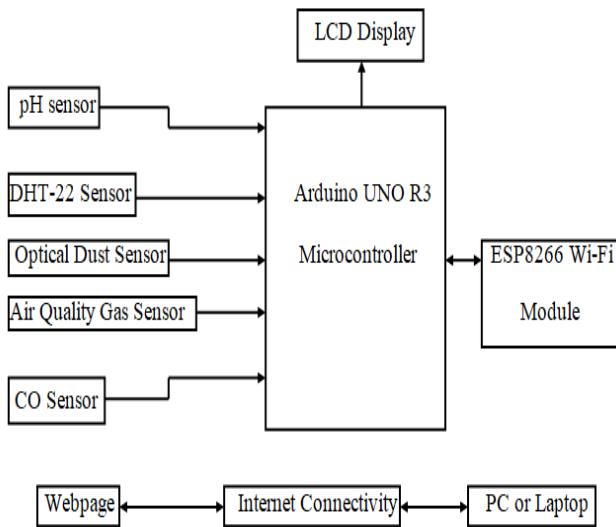 LCD Display
pH sensor
DHT-22 Sensor
Optical Dust Sensor
Air Quality Gas Sensor
CO Sensor
Arduino UNO R3
Microcontroller
ESP8266 Wi-Fi
Module
Webpage
Internet Connectivity
PC or Laptop